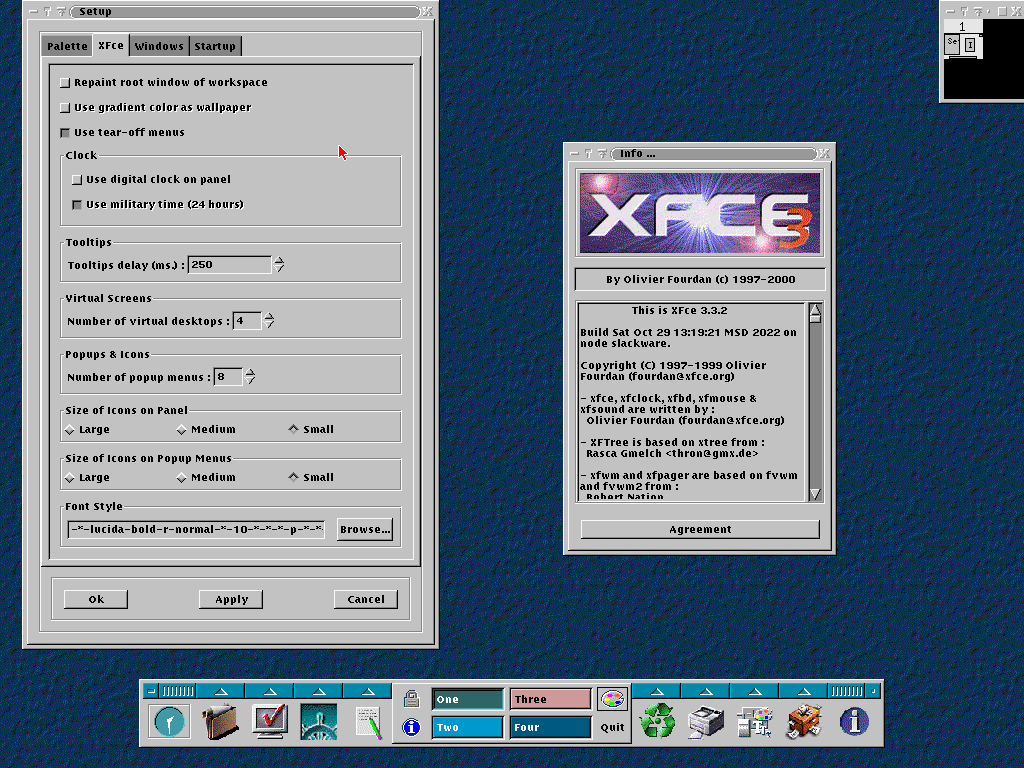 Setup
Palette
XFce
Windows
Startup
Repaint root window of workspace
Use gradient color as wallpaper
Use tear-off menus
Clock
Use digital clock on panel
Use military time (24 hours)
Tooltips
Tooltips delay (ms.) : 250
Virtual Screens
Number of virtual desktops : 4
Popups & Icons
Number of popup menus : 8
Size of Icons on Panel
Large Medium Small
Size of Icons on Popup Menus
Large Medium Small
Font Style
-*-lucida-bold-r-normal-*-10-*-*-*-p-*-*
Browse...
Ok Apply Cancel
Info ...
XFCE 3
By Olivier Fourdan (c) 1997-2000
This is XFce 3.3.2
Build Sat Oct 29 13:19:21 MSD 2022 on
node slackware.
Copyright (C) 1997-1999 Olivier
Fourdan (fourdan@xfce.org)
- xfce, xfclock, xfbd, xfmouse &
xfsound are written by :
Olivier Fourdan (fourdan@xfce.org)
- XFTree is based on xtree from :
Rasca Gmelch <thron@gmx.de>
- xfwm and xfpager are based on fvwm
and fvwm2 from :
Robert Nation
Agreement
1
Se
I
One
Three
Two
Four
Quit